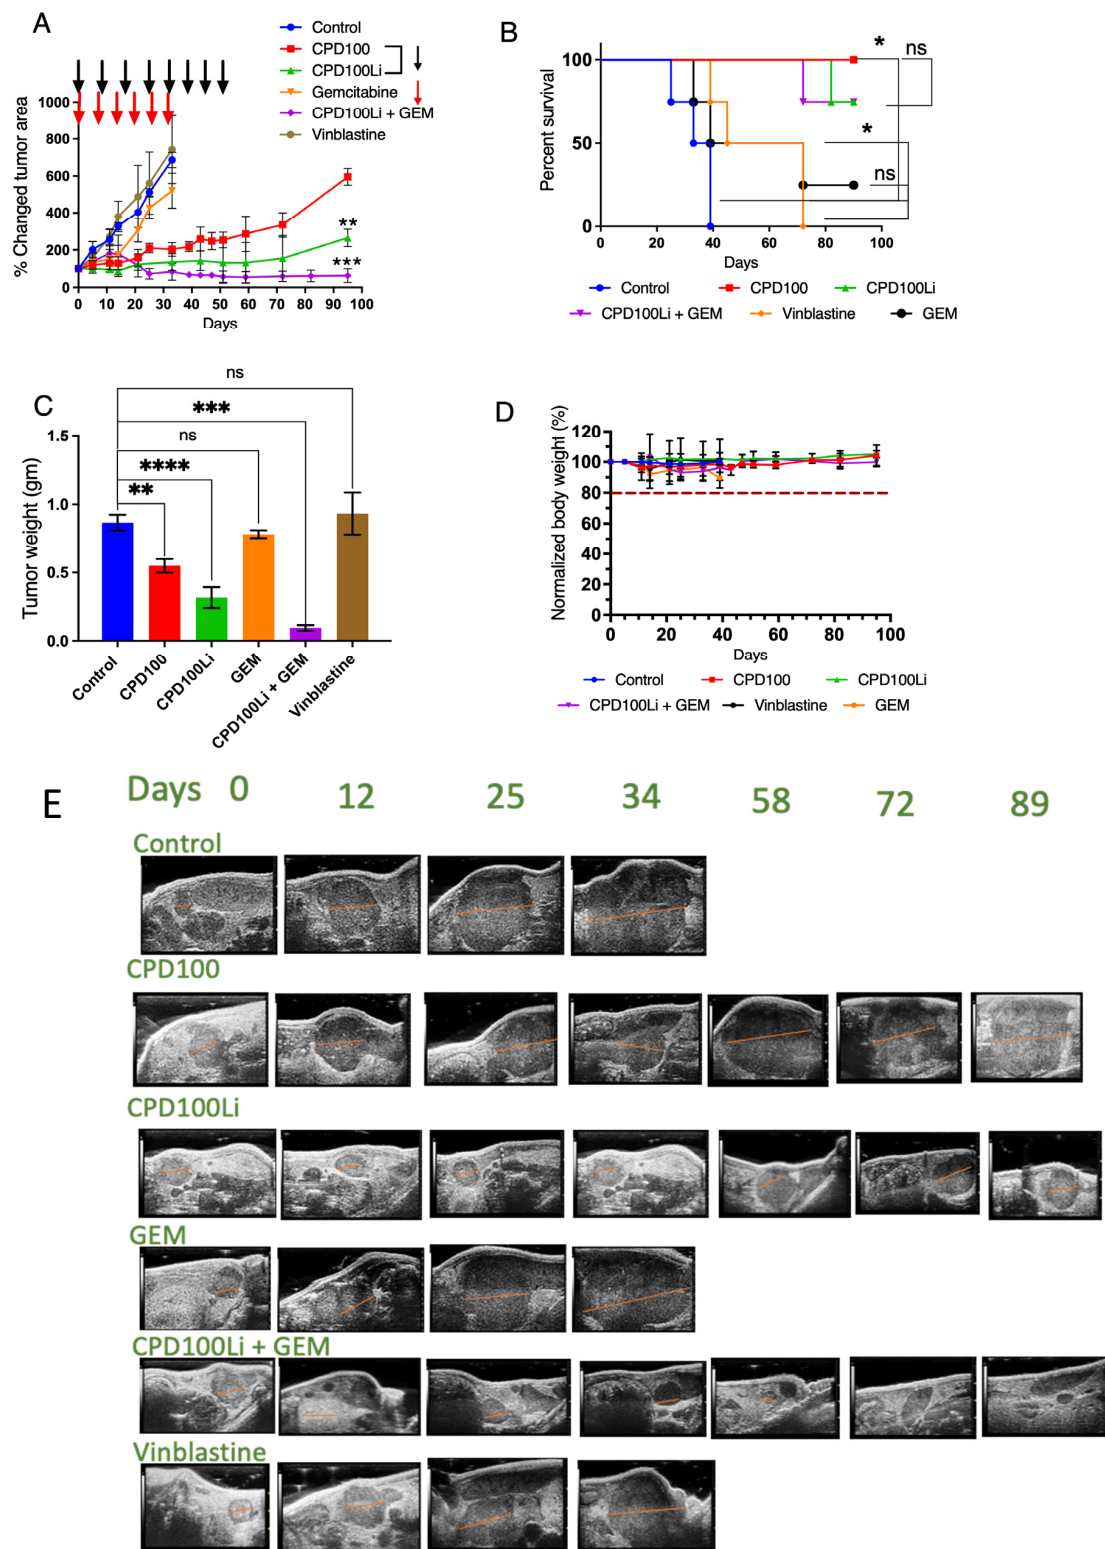 A
Control
CPD100
CPD100Li
Gemcitabine
CPD100Li + GEM
Vinblastine
% Changed tumor area
1000
800
600
400
200
0
**
***
0 10 20 30 40 50 60 70 80 90 100
Days
B
Percent survival
100
50
0
* ns
*
ns
0 20 40 60 80 100
Days
Control CPD100 CPD100Li
CPD100Li + GEM Vinblastine GEM
C
ns
***
ns
****
**
Tumor weight (gm)
1.5
1.0
0.5
0.0
Control
CPD100
CPD100Li
GEM
CPD100Li + GEM
Vinblastine
D
Normalized body weight (%)
120
100
80
60
40
20
0
0 20 40 60 80 100
Days
Control CPD100 CPD100Li
CPD100Li + GEM Vinblastine GEM
E
Days 0 12 25 34 58 72 89
Control
CPD100
CPD100Li
GEM
CPD100Li + GEM
Vinblastine